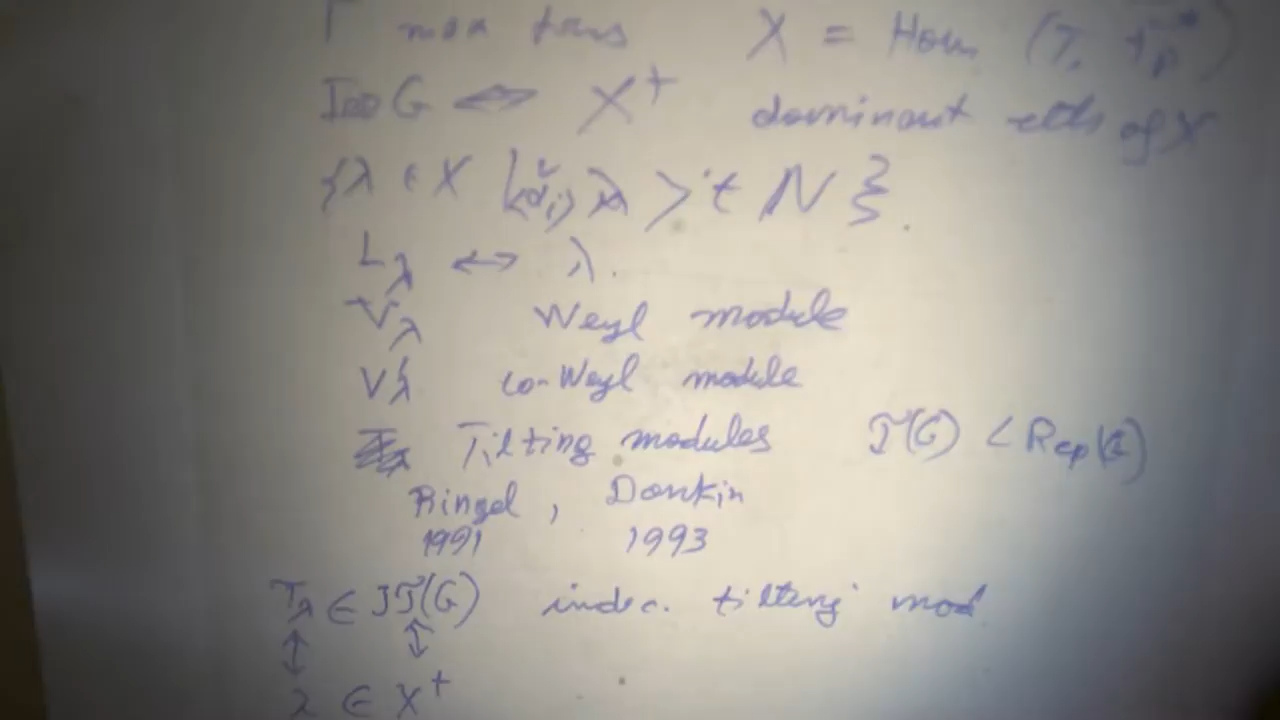 T max torus X = Hom (T,
Irr G ↔ X⁺ dominant elts of X
{λ ∈ X | <α̌ᵢ, λ> ∈ ℕ}.
L_λ ↔ λ.
V_λ Weyl module
V'_λ co-Weyl module
Tilting modules 𝒯(G) < Rep(G)
Ringel, Donkin
1991 1993
T_λ ∈ I𝒯(G) indec. tilting mod
↕ ↕
λ ∈ X⁺